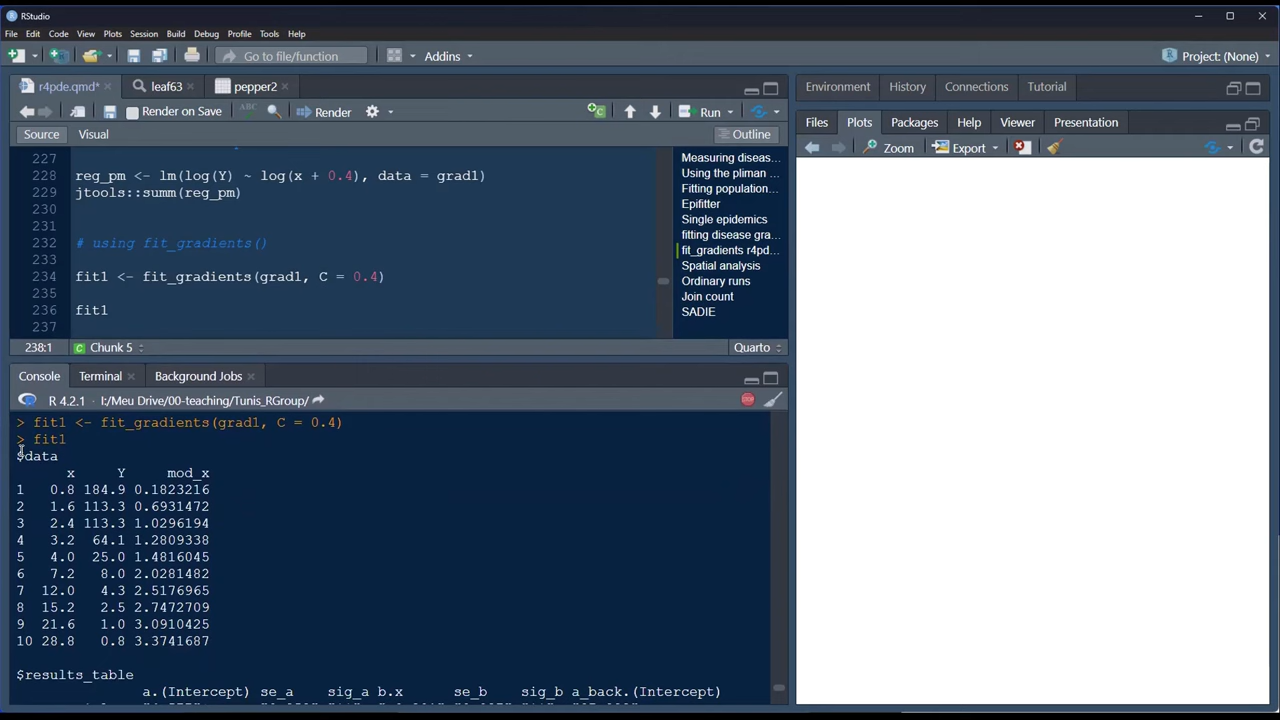 RStudio
File Edit Code View Plots Session Build Debug Profile Tools Help
Go to file/function Addins Project: (None)
r4pde.qmd* leaf63 pepper2
Render on Save ABC Render Run
Source Visual Outline
227
228 reg_pm <- lm(log(Y) ~ log(x + 0.4), data = grad1)
229 jtools::summ(reg_pm)
230
231
232 # using fit_gradients()
233
234 fit1 <- fit_gradients(grad1, C = 0.4)
235
236 fit1
237
Measuring diseas...
Using the pliman ...
Fitting population...
Epifitter
Single epidemics
fitting disease gra...
fit_gradients r4pd...
Spatial analysis
Ordinary runs
Join count
SADIE
238:1 C Chunk 5 Quarto
Console Terminal Background Jobs
R 4.2.1 · I:/Meu Drive/00-teaching/Tunis_RGroup/
> fit1 <- fit_gradients(grad1, C = 0.4)
> fit1
$data
x Y mod_x
1 0.8 184.9 0.1823216
2 1.6 113.3 0.6931472
3 2.4 113.3 1.0296194
4 3.2 64.1 1.2809338
5 4.0 25.0 1.4816045
6 7.2 8.0 2.0281482
7 12.0 4.3 2.5176965
8 15.2 2.5 2.7472709
9 21.6 1.0 3.0910425
10 28.8 0.8 3.3741687
$results_table
a.(Intercept) se_a sig_a b.x se_b sig_b a_back.(Intercept)
Environment History Connections Tutorial
Files Plots Packages Help Viewer Presentation
Zoom Export